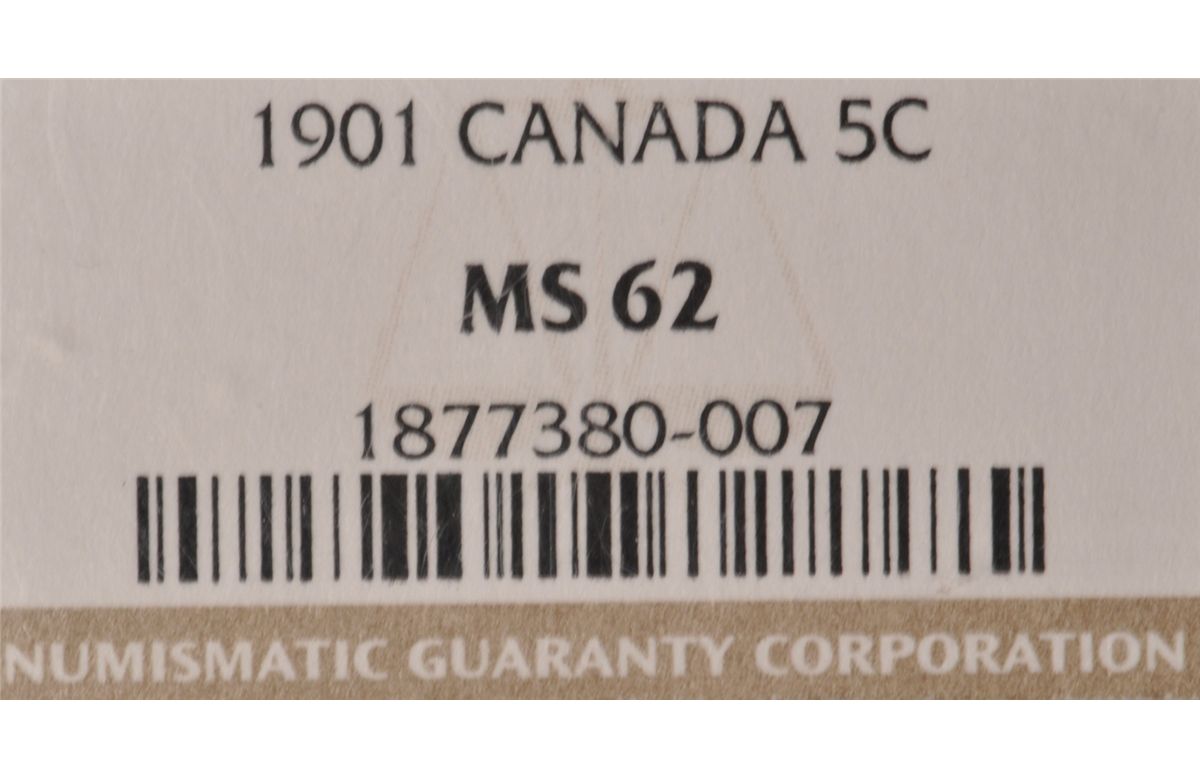 1901 CANADA 5C
MS 62
1877380-007
NUMISMATIC GUARANTY CORPORATION